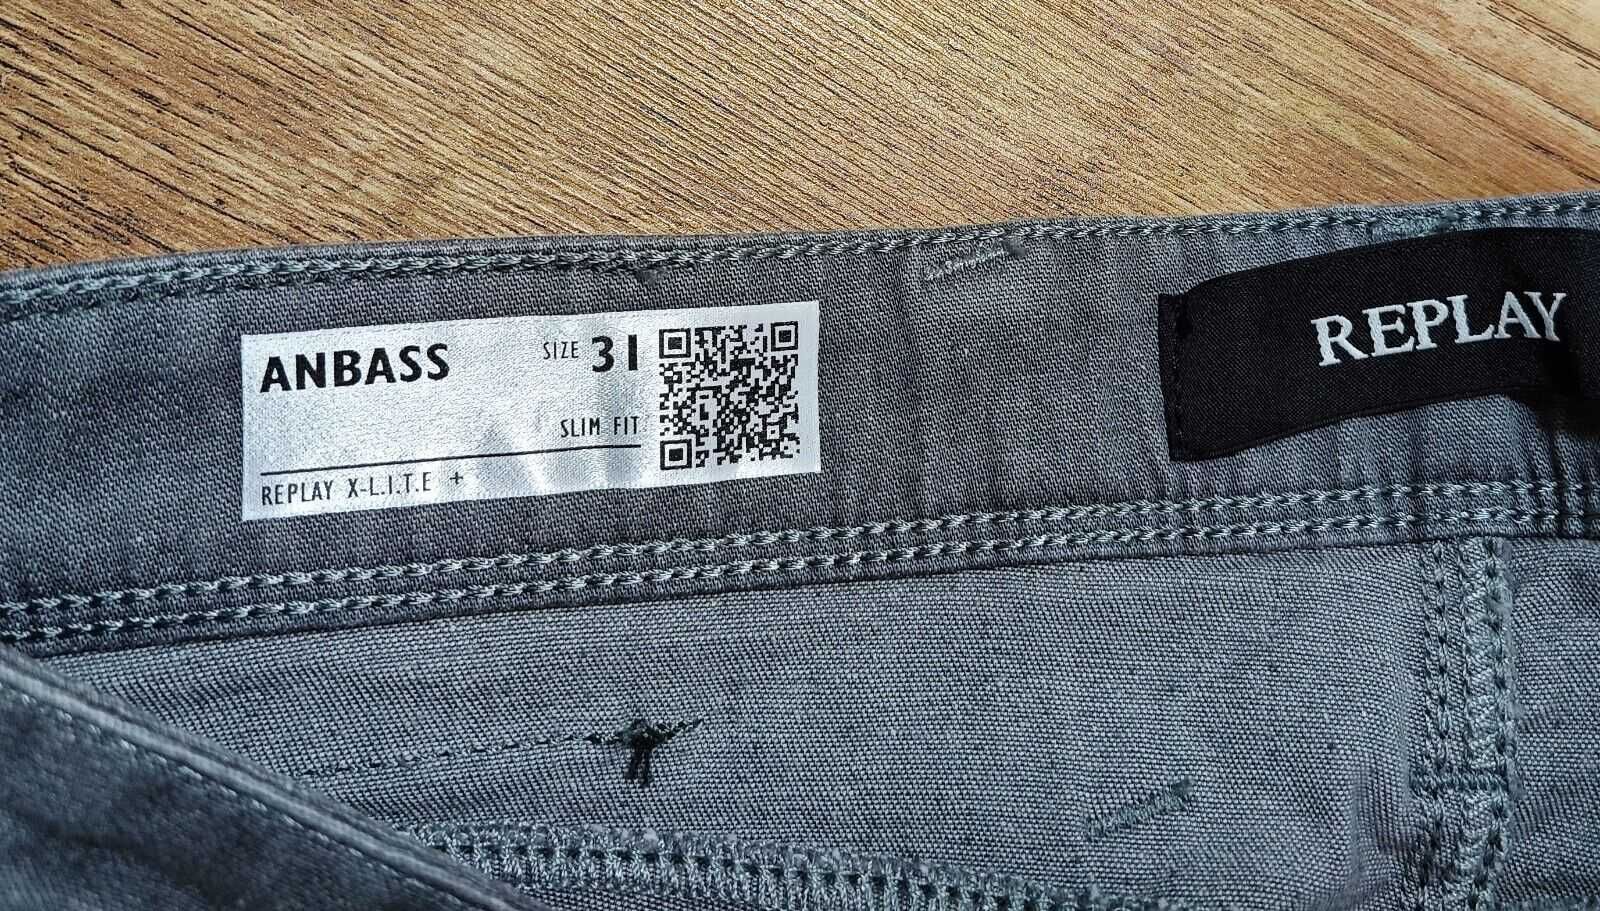 ANBASS
SIZE 31
SLIM FIT
REPLAY X-L.I.T.E +
REPLAY